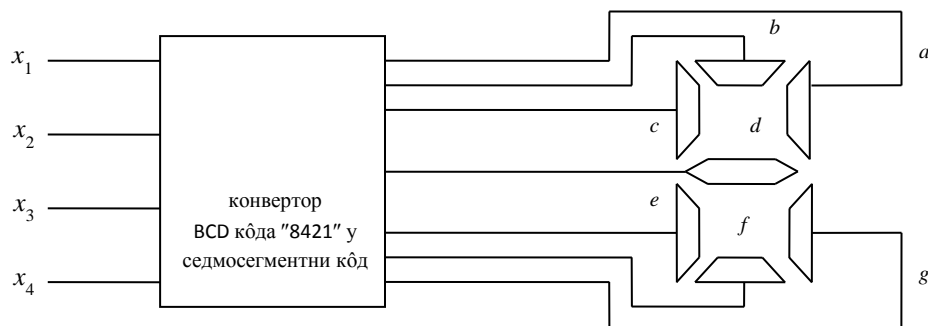 b
x1
a
c
d
x2
x3
конвертор
e
BCD кôда "8421" у
f
седмосегментни кôд
x4
g